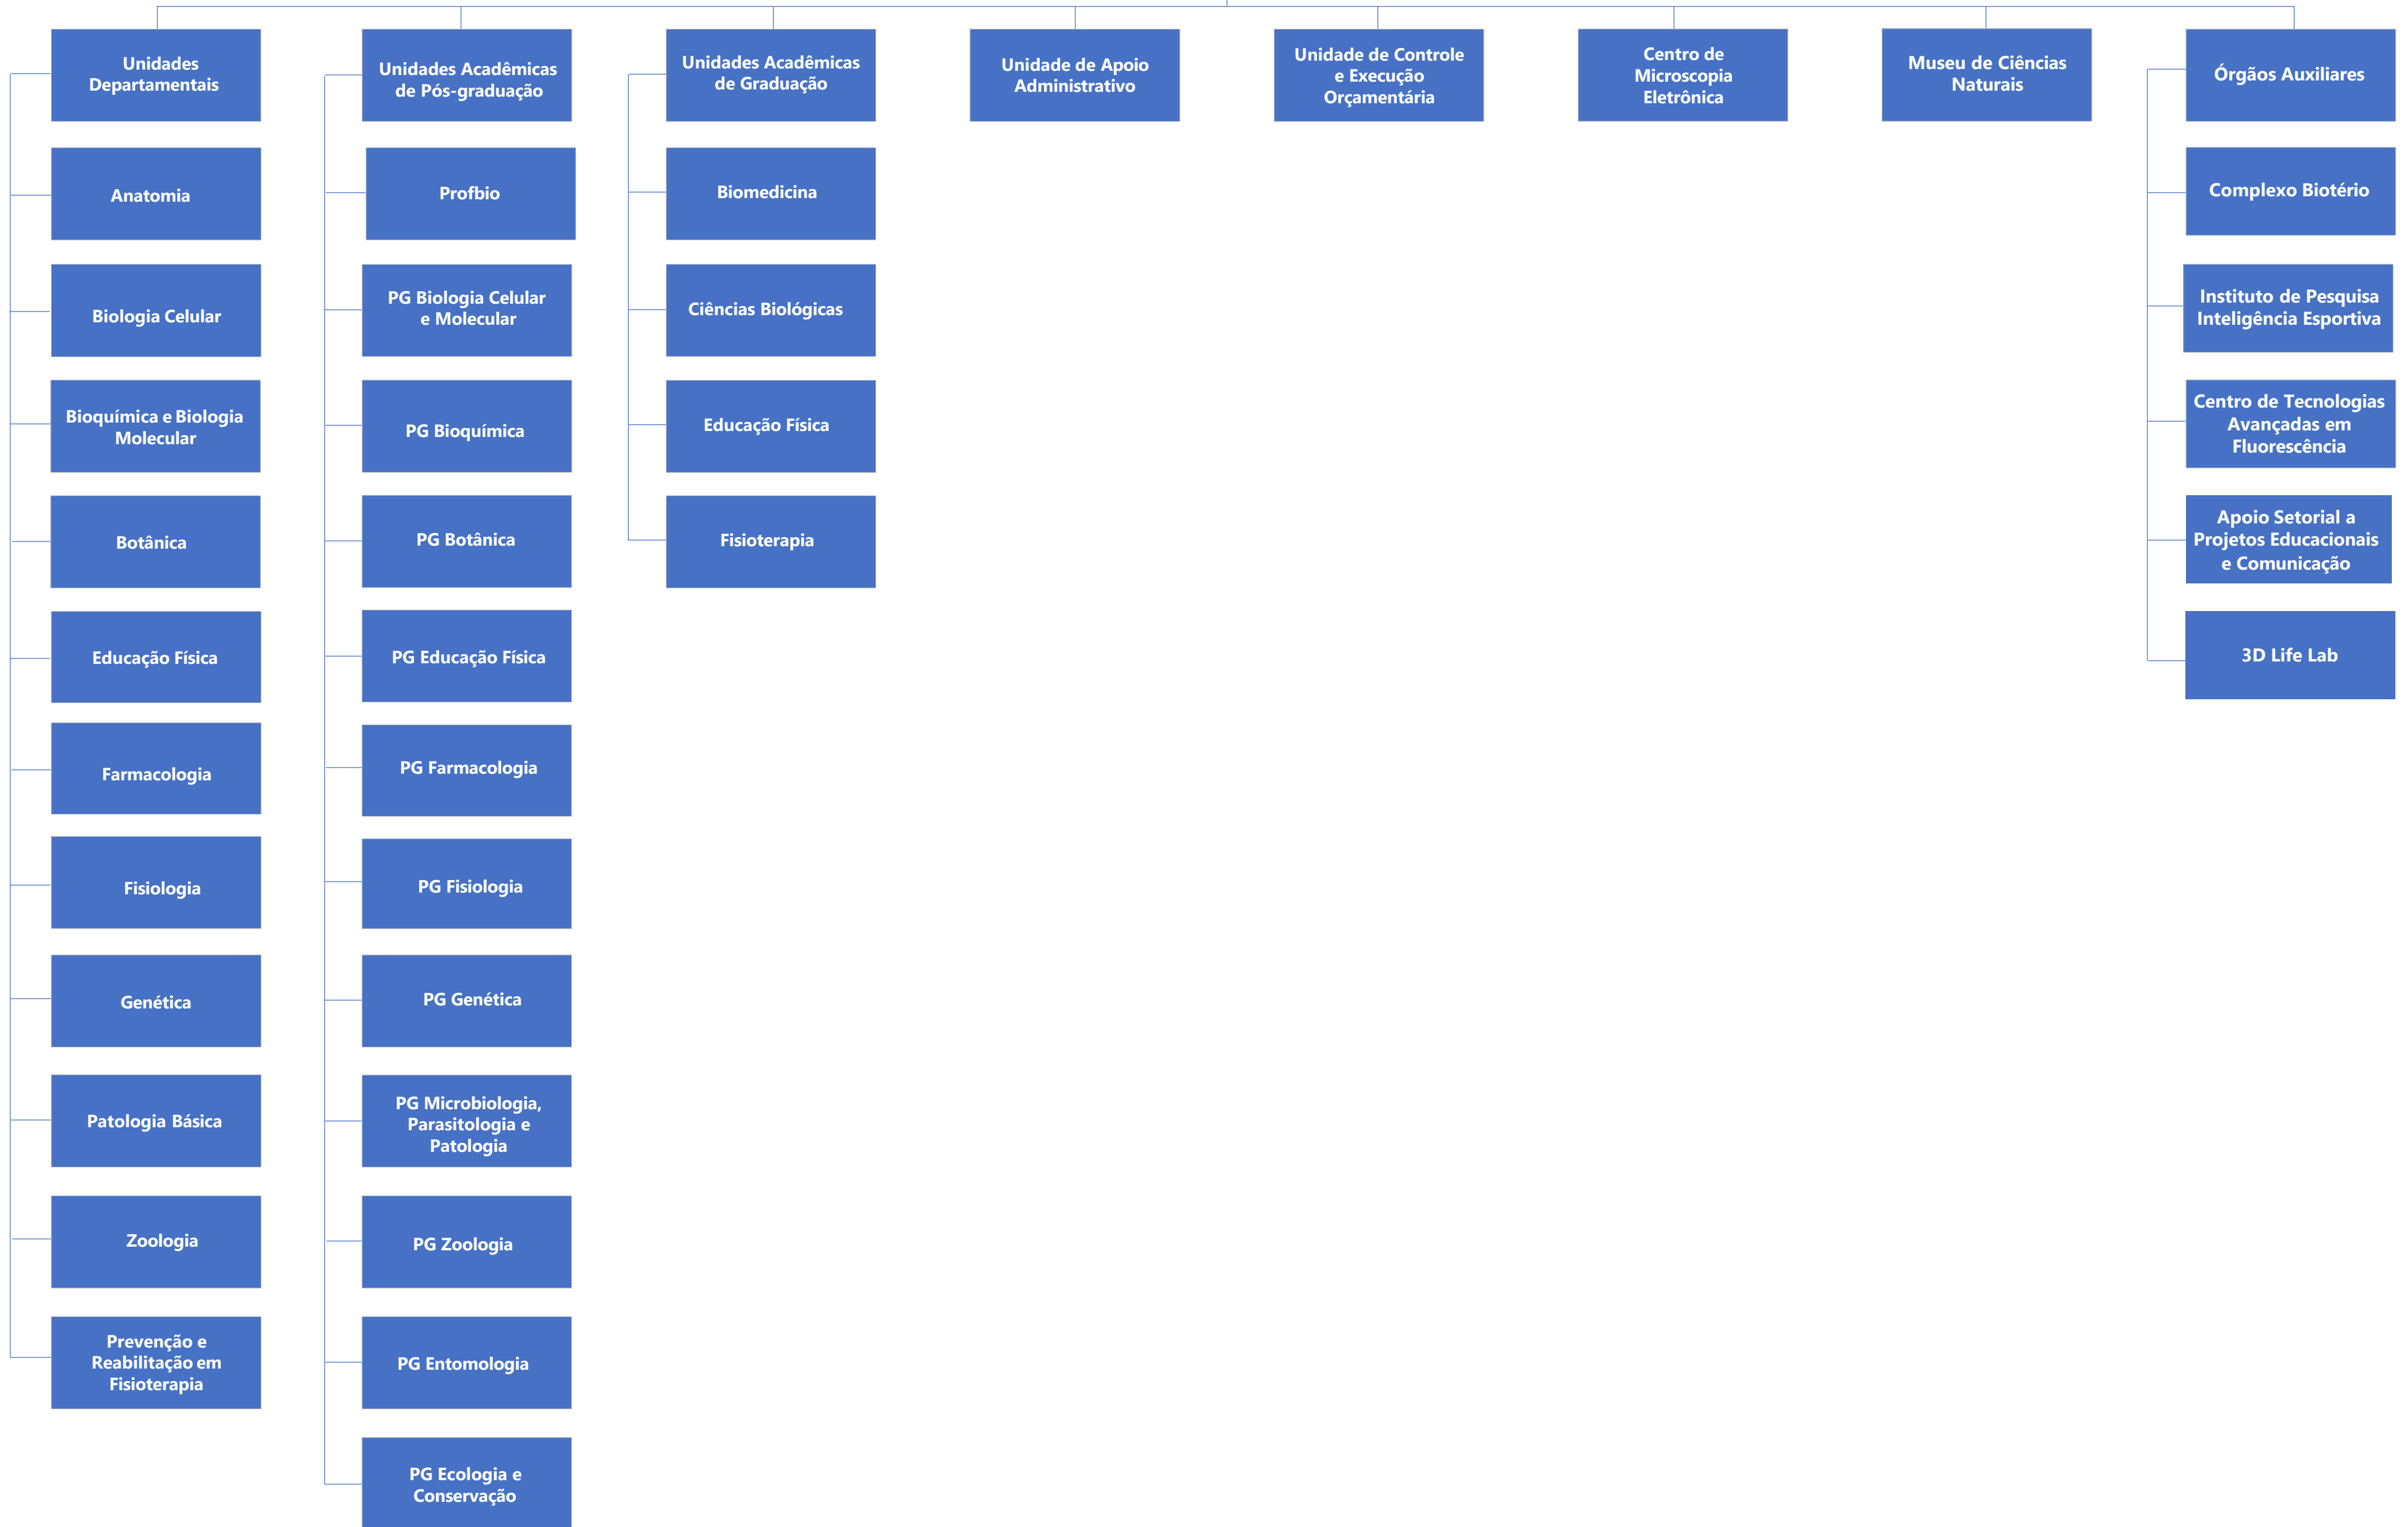 Unidades
Departamentais
Anatomia
Biologia Celular
Bioquímica e Biologia
Molecular
Botânica
Educação Física
Farmacologia
Fisiologia
Genética
Patologia Básica
Zoologia
Prevenção e
Reabilitação em
Fisioterapia
Unidades Acadêmicas
de Pós-graduação
Profbio
PG Biologia Celular
e Molecular
PG Bioquímica
PG Botânica
PG Educação Física
PG Farmacologia
PG Fisiologia
PG Genética
PG Microbiologia,
Parasitologia e
Patologia
PG Zoologia
PG Entomologia
PG Ecologia e
Conservação
Unidades Acadêmicas
de Graduação
Biomedicina
Ciências Biológicas
Educação Física
Fisioterapia
Unidade de Apoio
Administrativo
Unidade de Controle
e Execução
Orçamentária
Centro de
Microscopia
Eletrônica
Museu de Ciências
Naturais
Órgãos Auxiliares
Complexo Biotério
Instituto de Pesquisa
Inteligência Esportiva
Centro de Tecnologias
Avançadas em
Fluorescência
Apoio Setorial a
Projetos Educacionais
e Comunicação
3D Life Lab